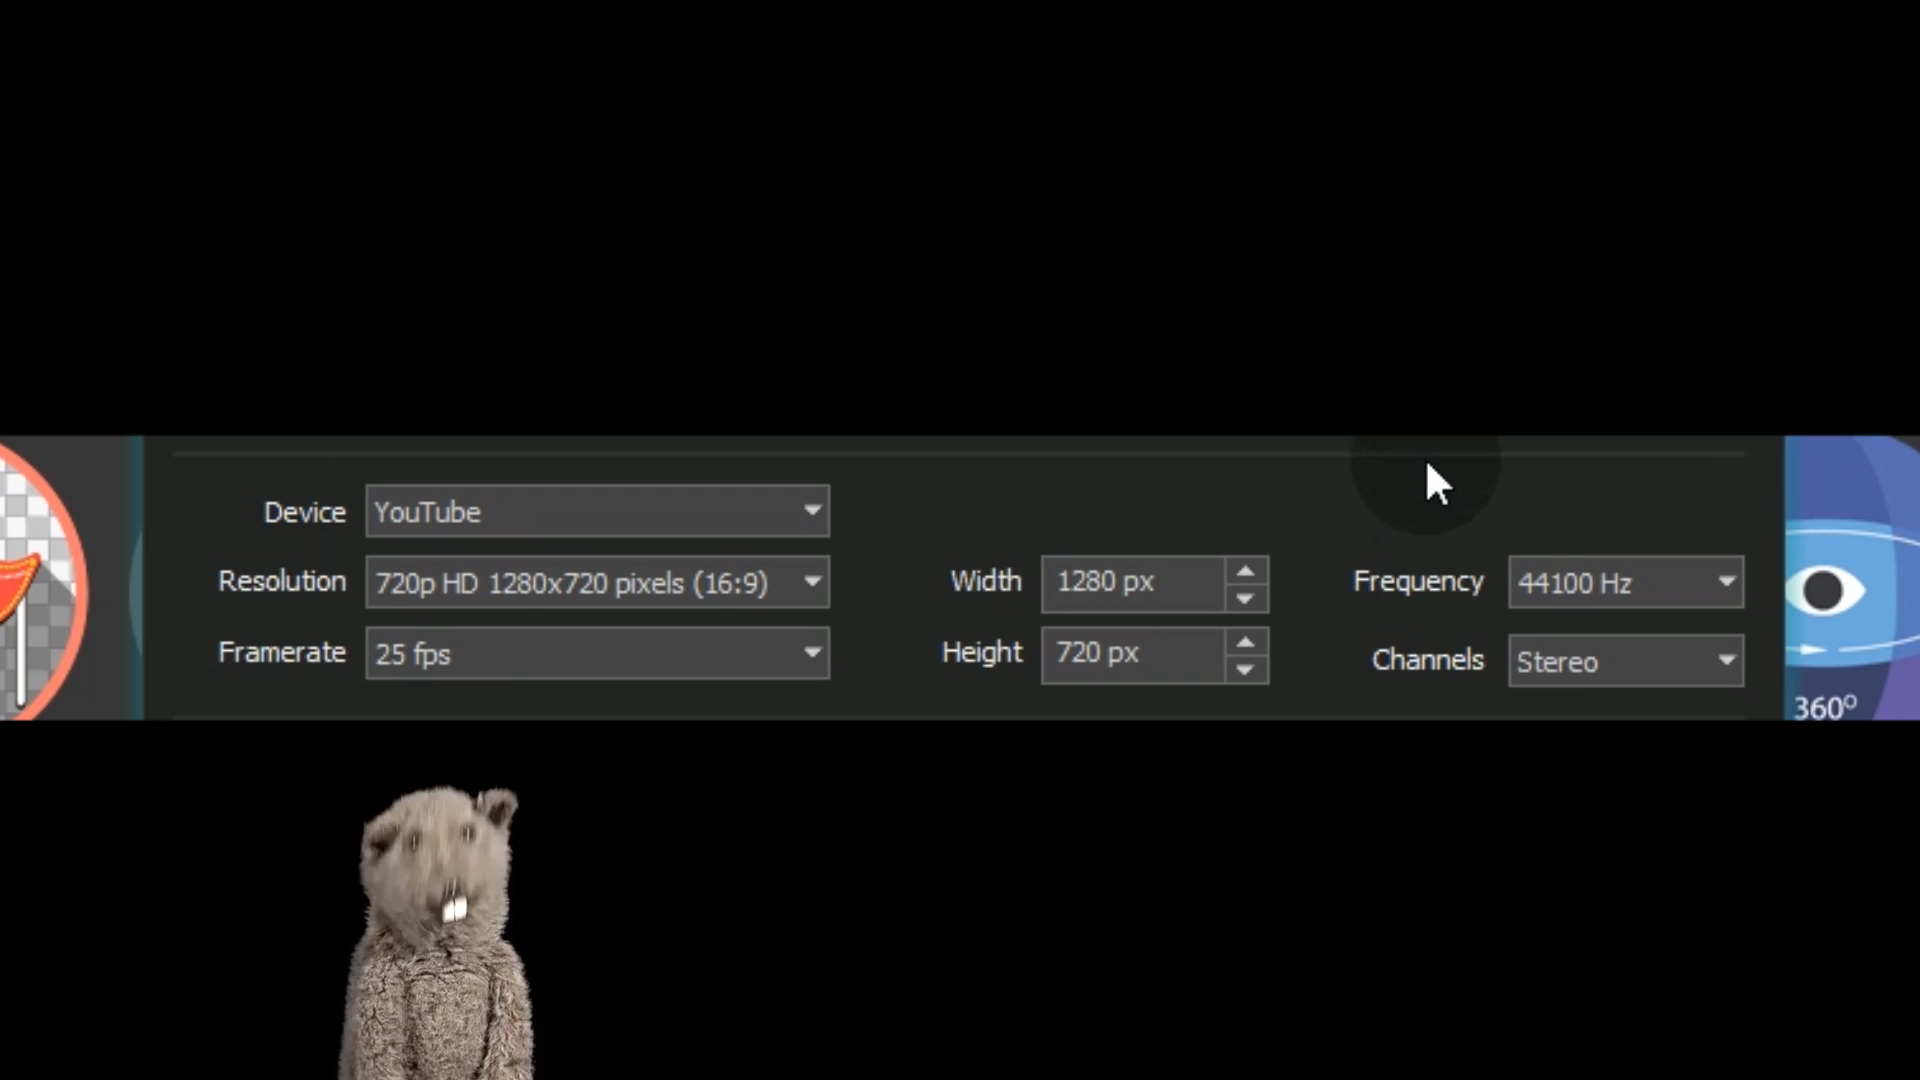 Device YouTube
Resolution 720p HD 1280x720 pixels (16:9) Width 1280 px Frequency 44100 Hz
Framerate 25 fps Height 720 px Channels Stereo
360º